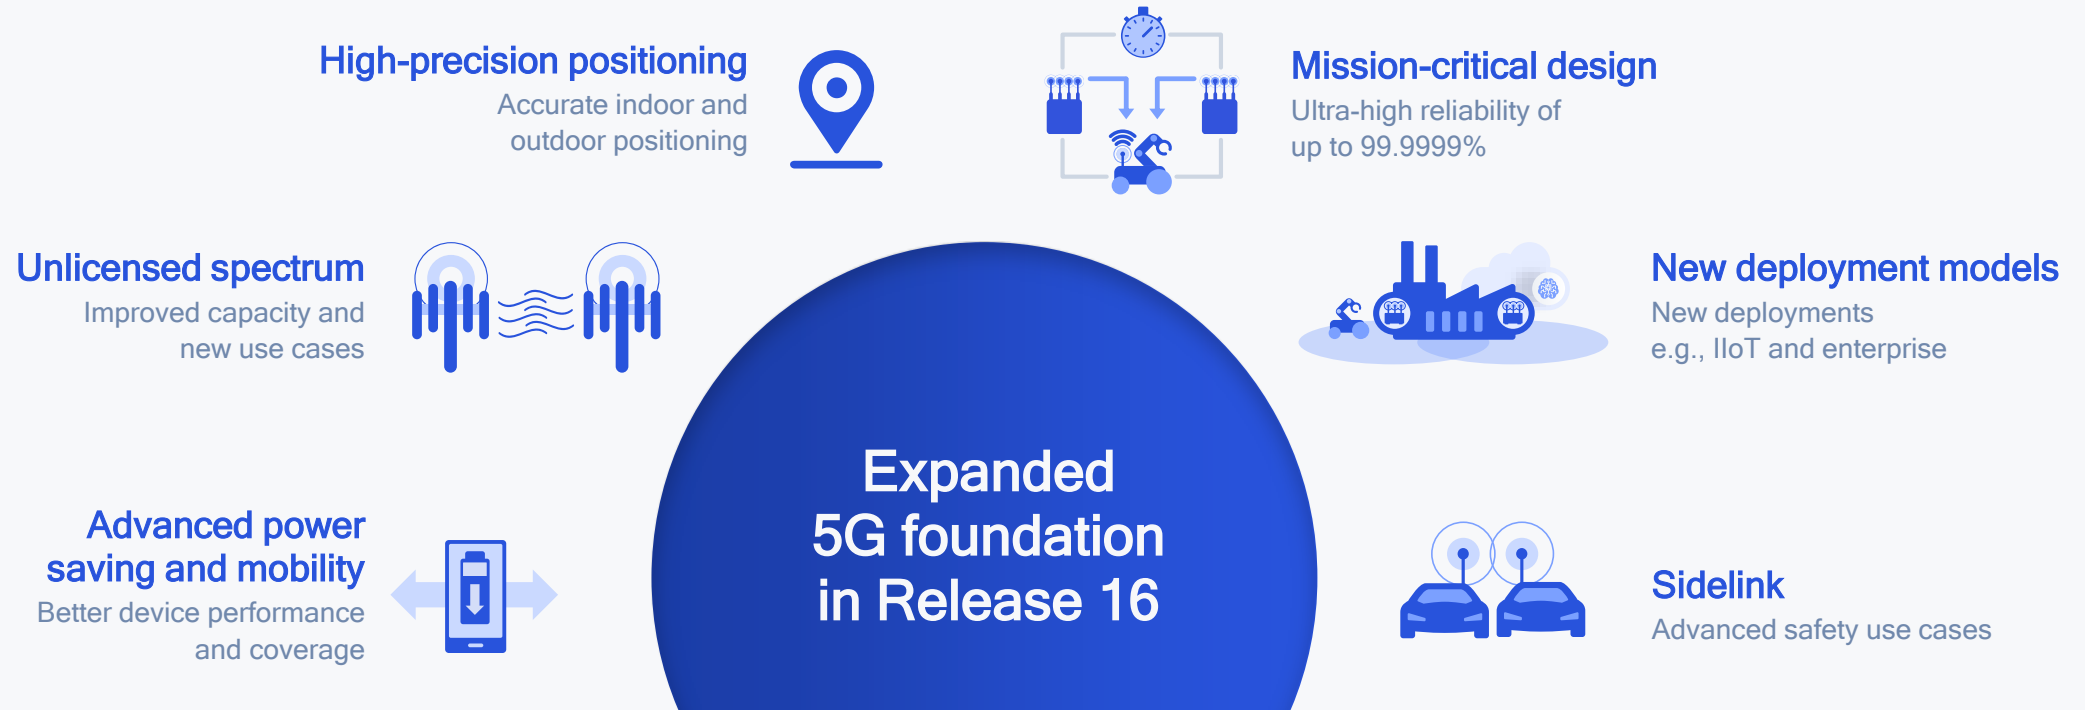 High-precision positioning
Accurate indoor and
outdoor positioning
Mission-critical design
Ultra-high reliability of
up to 99.9999%
Unlicensed spectrum
Improved capacity and
new use cases
New deployment models
New deployments
e.g., IIoT and enterprise
Advanced power
saving and mobility
Better device performance
and coverage
Expanded
5G foundation
in Release 16
Sidelink
Advanced safety use cases